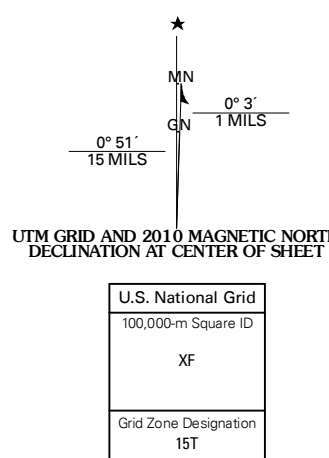 ★
MN
0° 3´
1 MILS
GN
0° 51´
15 MILS
UTM GRID AND 2010 MAGNETIC NORT
DECLINATION AT CENTER OF SHEET
U.S. National Grid
100,000-m Square ID
XF
Grid Zone Designation
15T